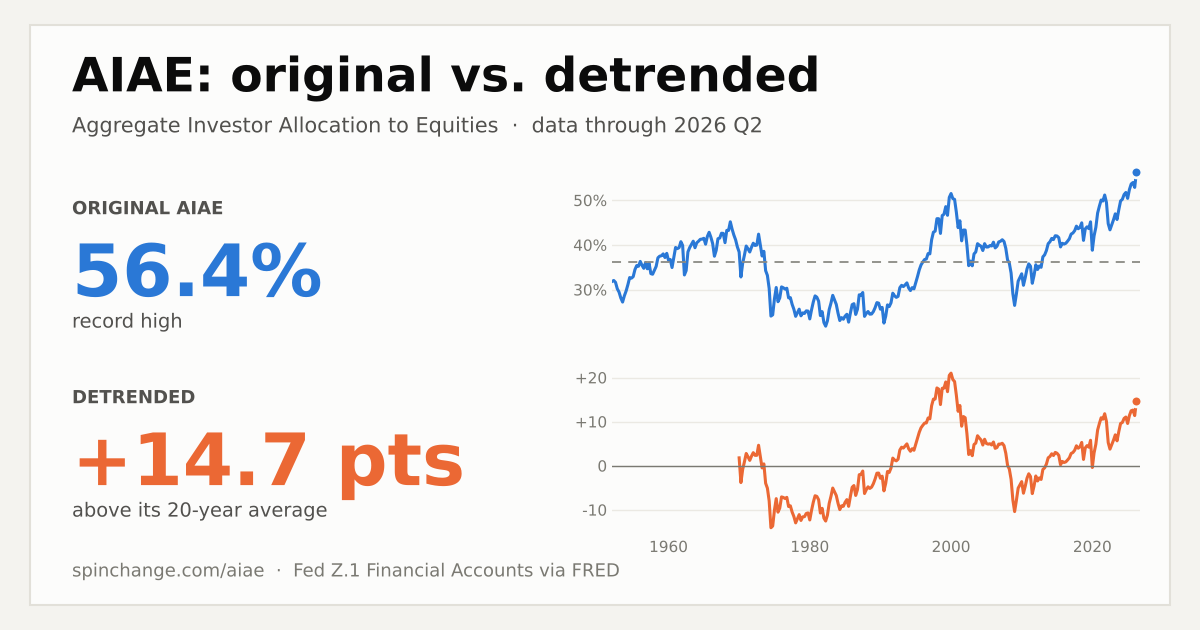 AIAE: original vs. detrended
Aggregate Investor Allocation to Equities · data through 2026 Q2
ORIGINAL AIAE
56.4%
record high
50%
40%
30%
DETRENDED
+14.7 pts
above its 20-year average
+20
+10
0
-10
1960 1980 2000 2020
spinchange.com/aiae · Fed Z.1 Financial Accounts via FRED